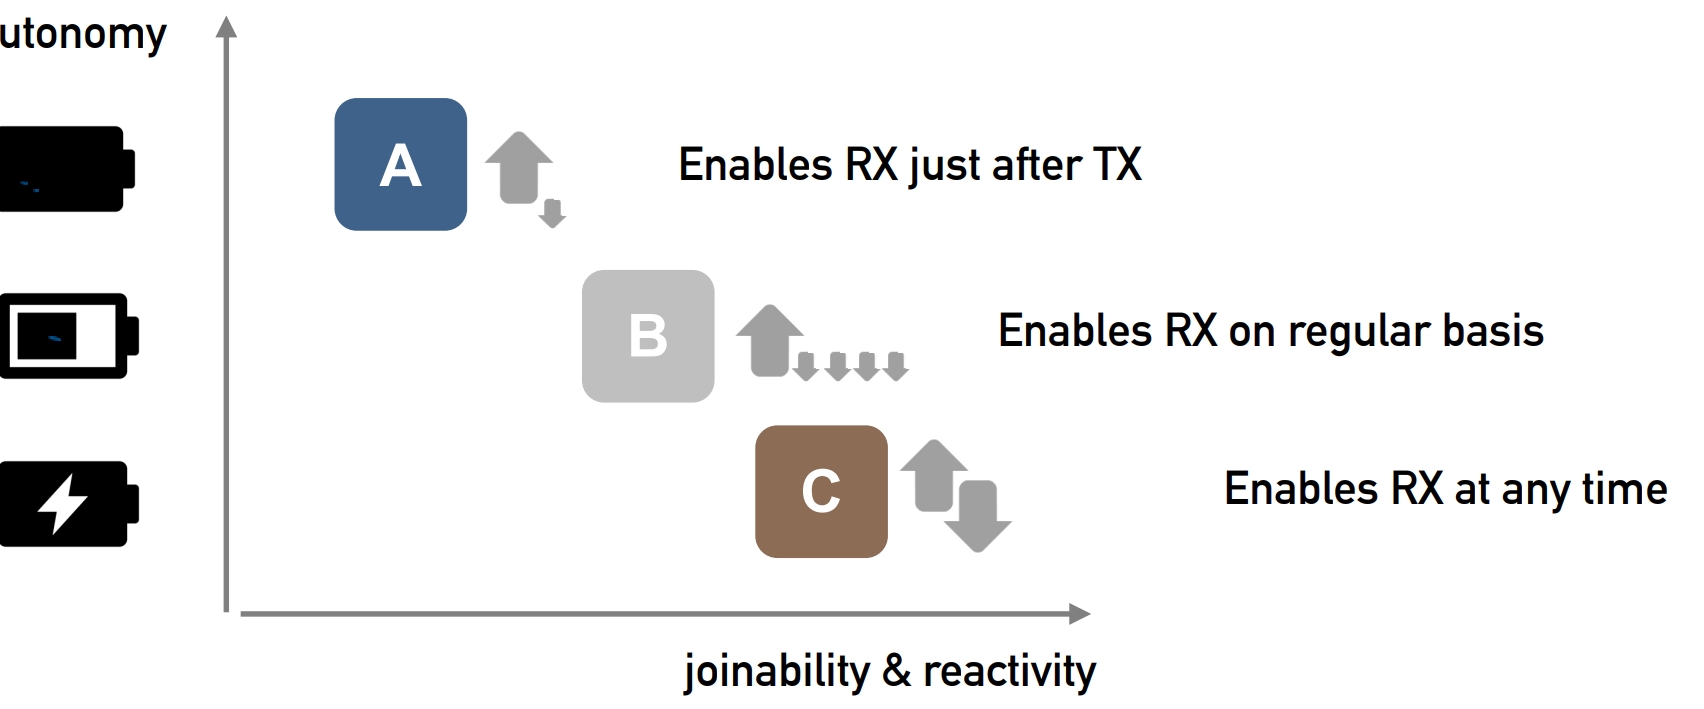 utonomy
A
Enables RX just after TX
B
Enables RX on regular basis
C
Enables RX at any time
joinability & reactivity